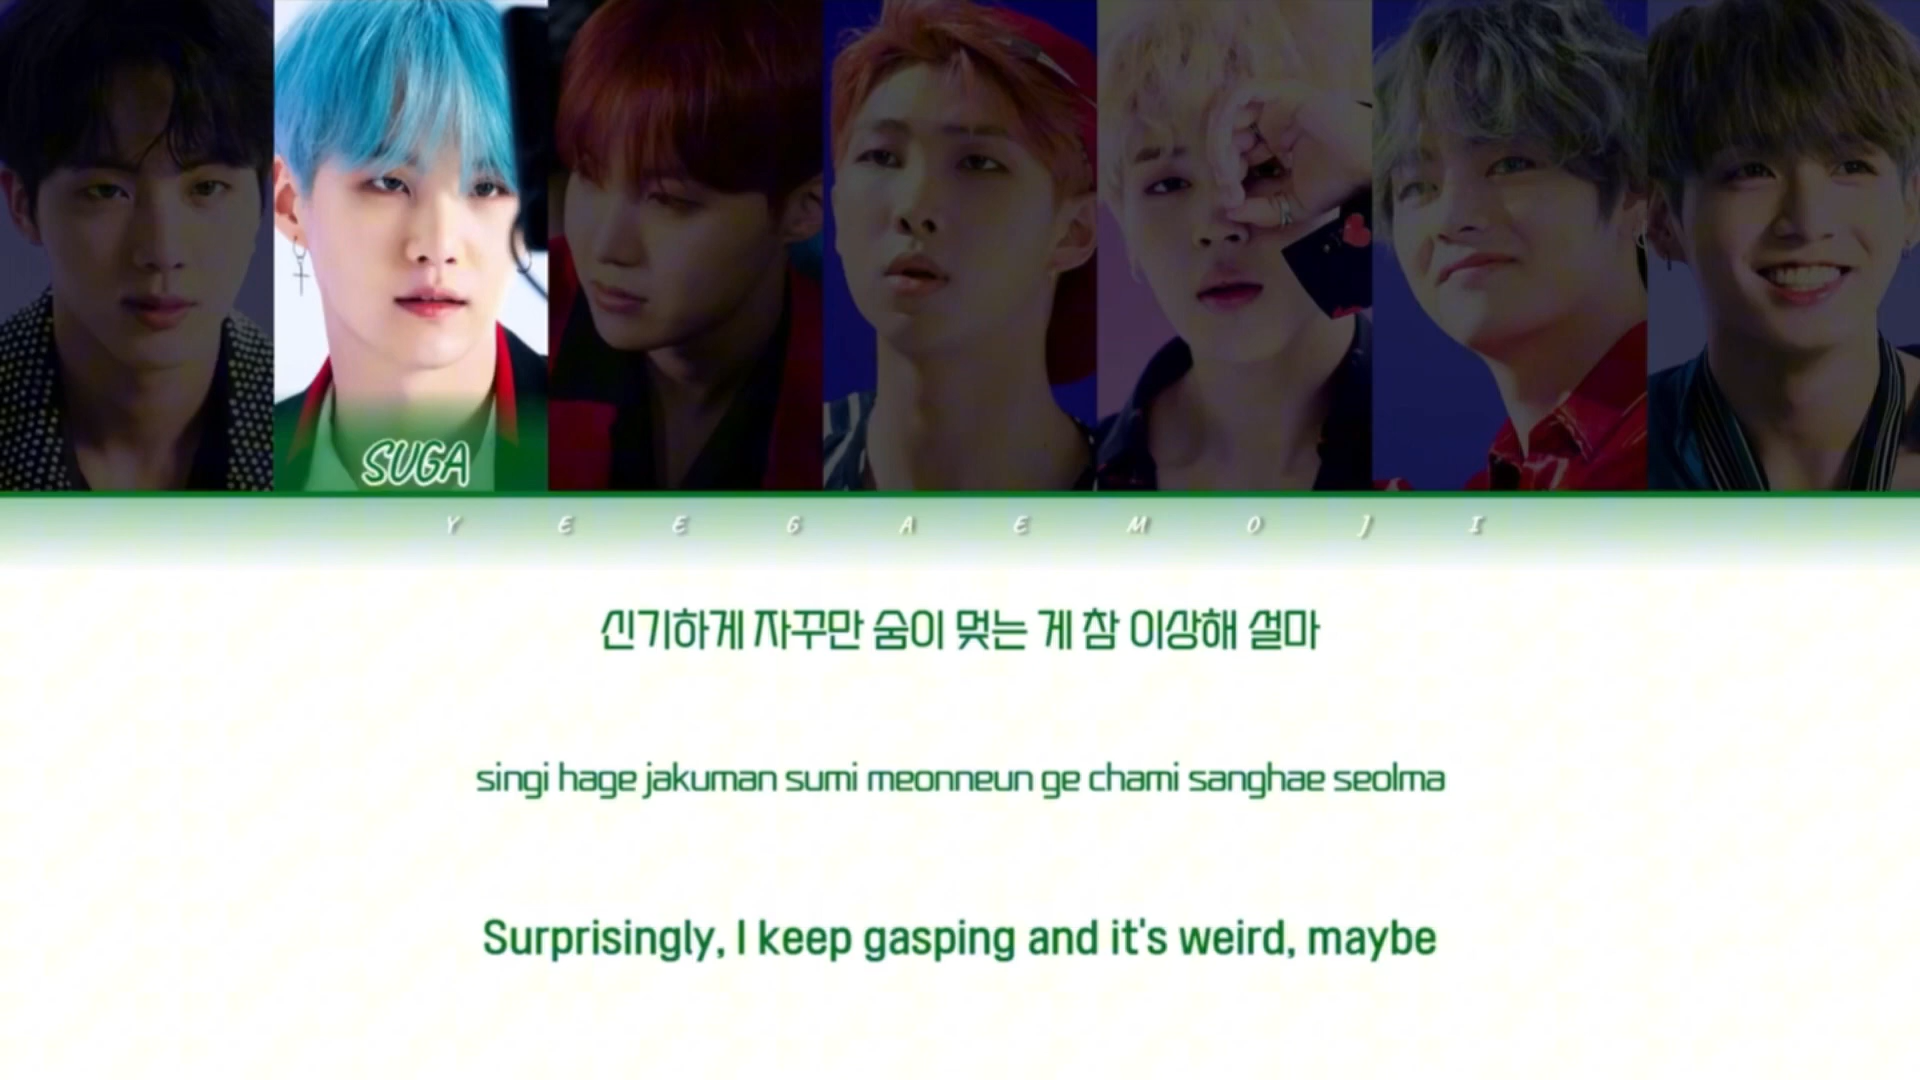 SUGA
Y E E G A E M O J I
신기하게 자꾸만 숨이 멎는 게 참 이상해 설마
singi hage jakuman sumi meonneun ge chami sanghae seolma
Surprisingly, I keep gasping and it's weird, maybe